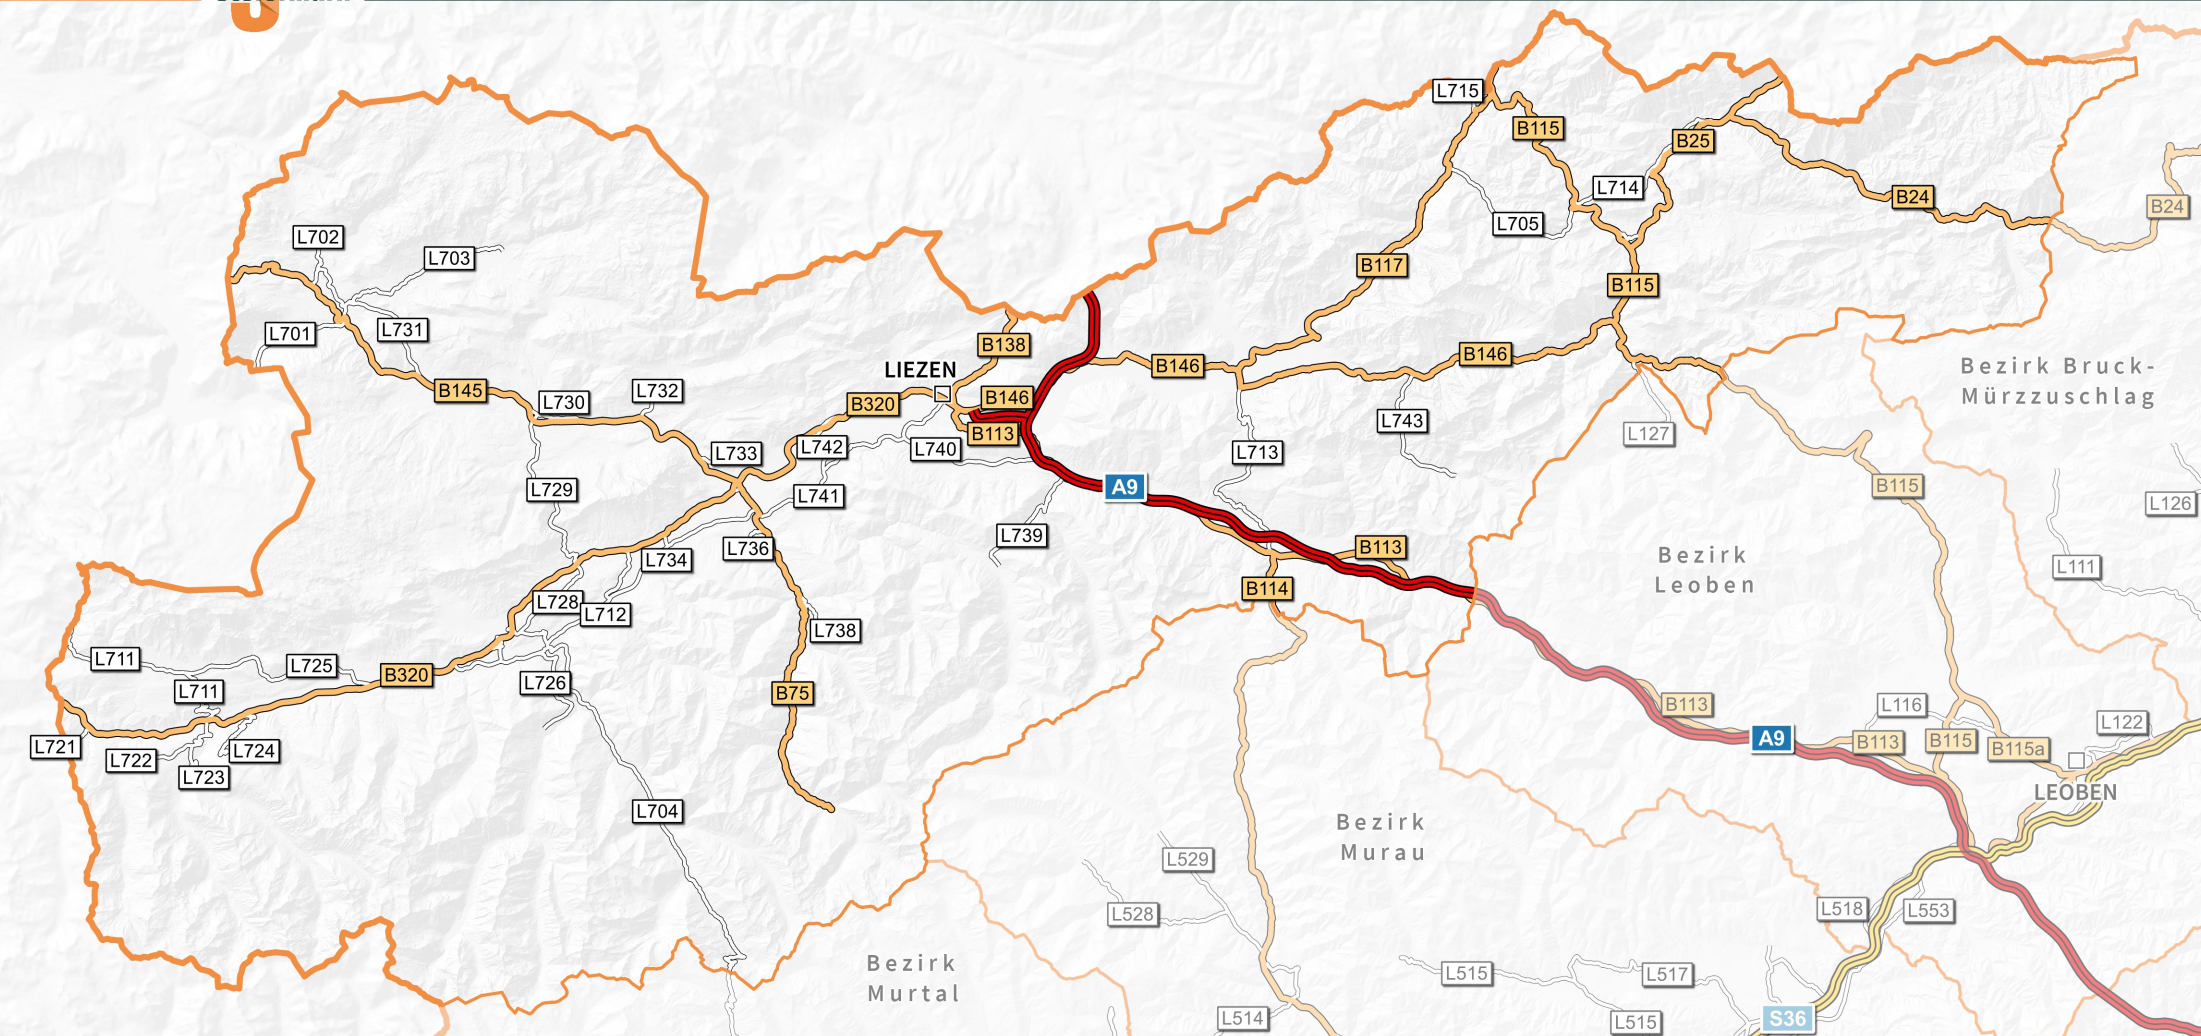 L715
B115
B25
L714
B24
B24
L705
L702
L703
B117
B115
L701
L731
B138
LIEZEN
B146
B146
Bezirk Bruck-
Mürzzuschlag
B145
L730
L732
B320
B146
B113
L743
L127
L733
L742
L740
L713
A9
L729
L741
B115
L126
L739
L736
L734
B113
Bezirk
Leoben
L111
B114
L728
L712
L738
L711
L725
B320
L711
L726
B75
B113
L116
L122
L721
L722
L723
L724
A9
B113
B115
B115a
LEOBEN
L704
Bezirk
Murau
L529
L528
L518
L553
Bezirk
Murtal
L515
L517
L514
L515
S36